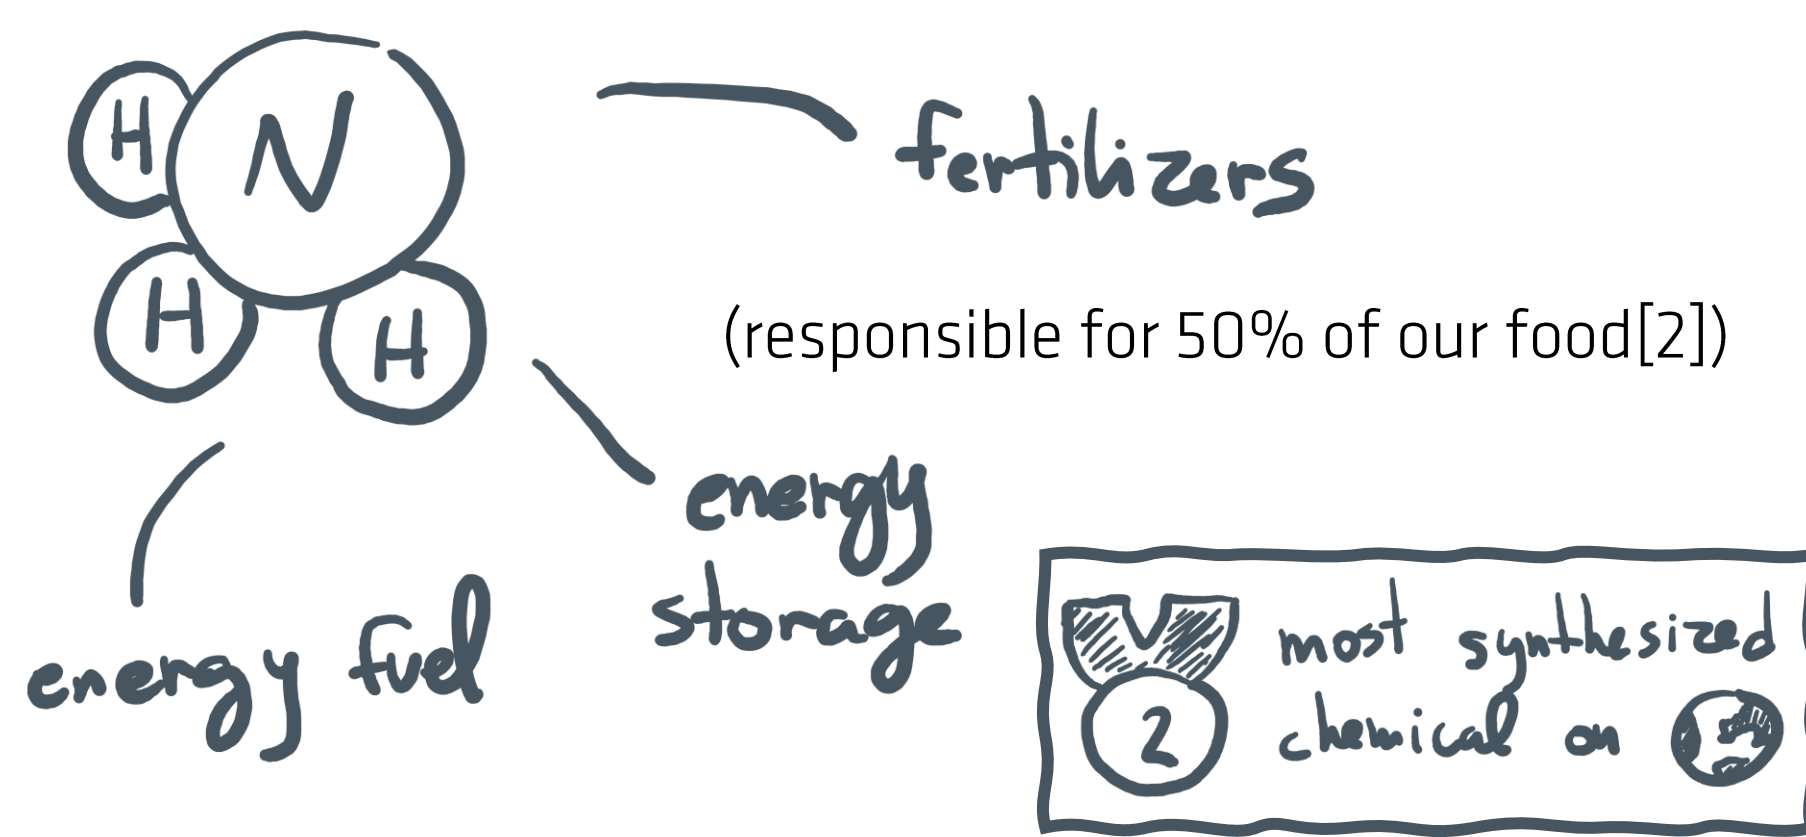 H
N
H
H
fertilizers
(responsible for 50% of our food[2])
energy
storage
energy fuel
2
most synthesized
chemical on